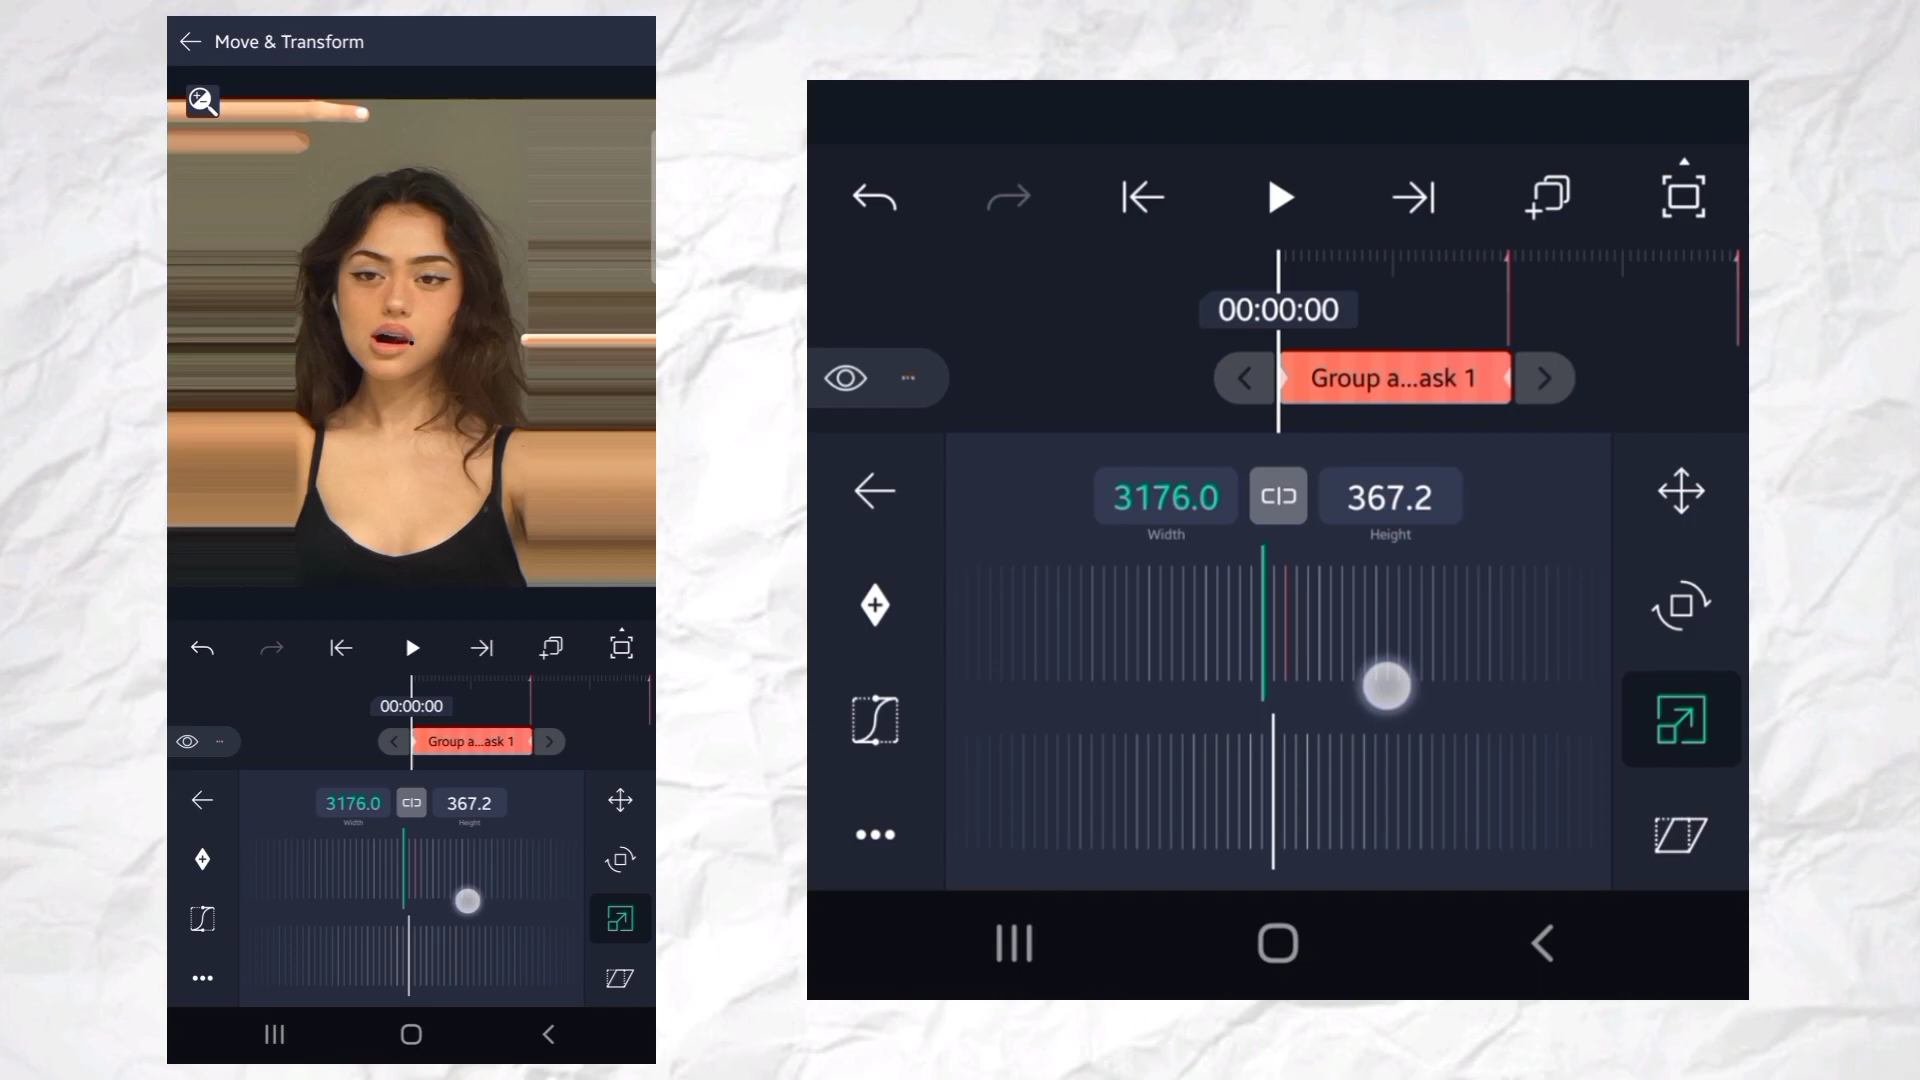 Move & Transform
00:00:00
Group a...ask 1
3176.0
367.2
Width
Height
00:00:00
Group a...ask 1
3176.0
367.2
Width
Height